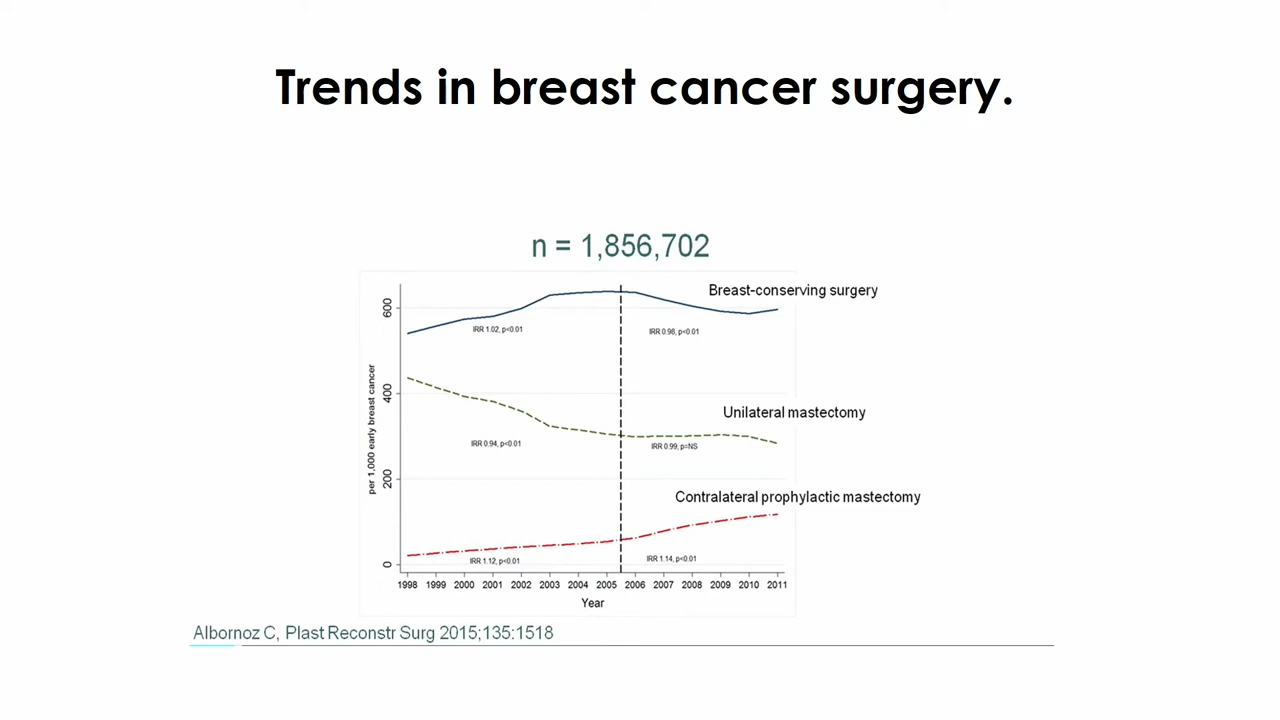 Trends in breast cancer surgery.
n = 1,856,702
Breast-conserving surgery
IRR 1.02, p<0.01
IRR 0.98, p<0.01
Unilateral mastectomy
IRR 0.94, p<0.01
IRR 0.99, p=NS
Contralateral prophylactic mastectomy
IRR 1.12, p<0.01
IRR 1.14, p<0.01
per 1,000 early breast cancer
600
400
200
0
1998 1999 2000 2001 2002 2003 2004 2005 2006 2007 2008 2009 2010 2011
Year
Albornoz C, Plast Reconstr Surg 2015;135:1518